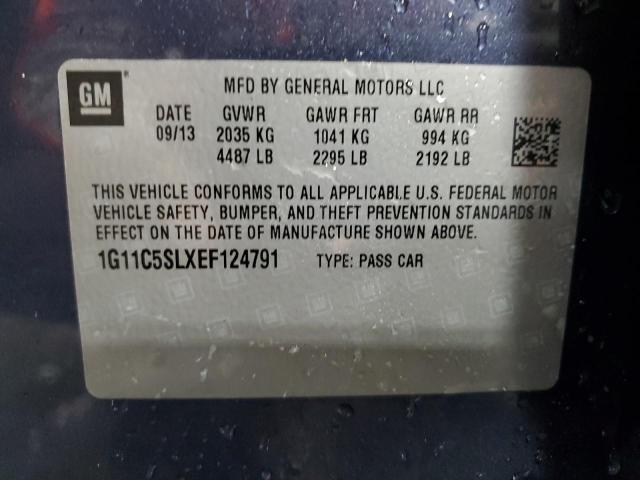 GM
MFD BY GENERAL MOTORS LLC
DATE GVWR GAWR FRT GAWR RR
09/13 2035 KG 1041 KG 994 KG
4487 LB 2295 LB 2192 LB
THIS VEHICLE CONFORMS TO ALL APPLICABLE U.S. FEDERAL MOTOR
VEHICLE SAFETY, BUMPER, AND THEFT PREVENTION STANDARDS IN
EFFECT ON THE DATE OF MANUFACTURE SHOWN ABOVE.
1G11C5SLXEF124791 TYPE: PASS CAR